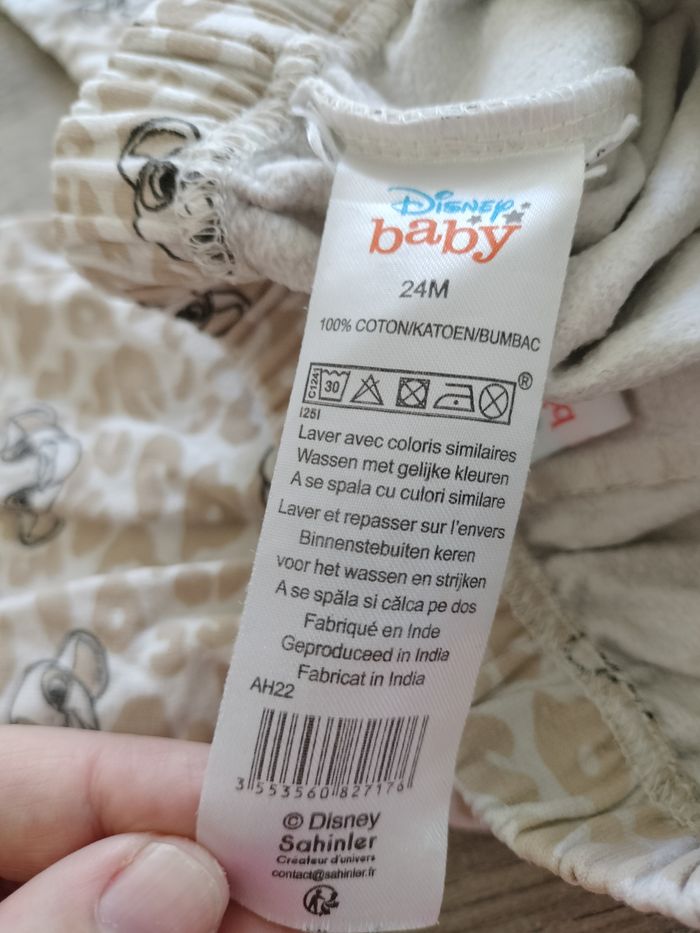 Disney
baby
24M
100% COTON/KATOEN/BUMBAC
C1241
30
®
I25I
Laver avec coloris similaires
Wassen met gelijke kleuren
A se spala cu culori similare
Laver et repasser sur l'envers
Binnenstebuiten keren
voor het wassen en strijken
A se spăla si călca pe dos
Fabriqué en Inde
Geproduceed in India
Fabricat in India
AH22
3 553560 827176
© Disney
Sahinler
Créateur d'univers
contact@sahinler.fr